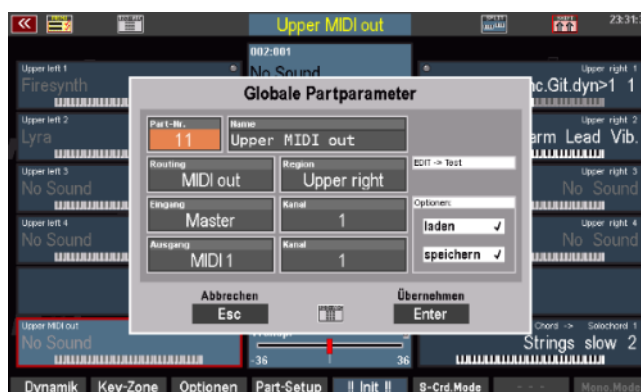 Upper MIDI out
23:31:
002:001
No Sound
Upper left 1
Firesynth
Upper right 1
nc.Git.dyn>1 1
Globale Partparameter
Upper left 2
Lyra
Upper right 2
arm Lead Vib.
Part-Nr.
11
Name
Upper MIDI out
Routing
MIDI out
Region
Upper right
EDIT -> Test
Upper left 3
No Sound
Upper right 3
No Sound
Eingang
Master
Kanal
1
Optionen:
laden
speichern
Upper left 4
No Sound
Upper right 4
No Sound
Ausgang
MIDI 1
Kanal
1
Abbrechen
Esc
Übernehmen
Enter
Upper MIDI out
No Sound
-36
36
Chord -> Solochord 1
Strings slow 2
Dynamik
Key-Zone
Optionen
Part-Setup
!! Init !!
S-Crd.Mode
- - -
Mono.Mode